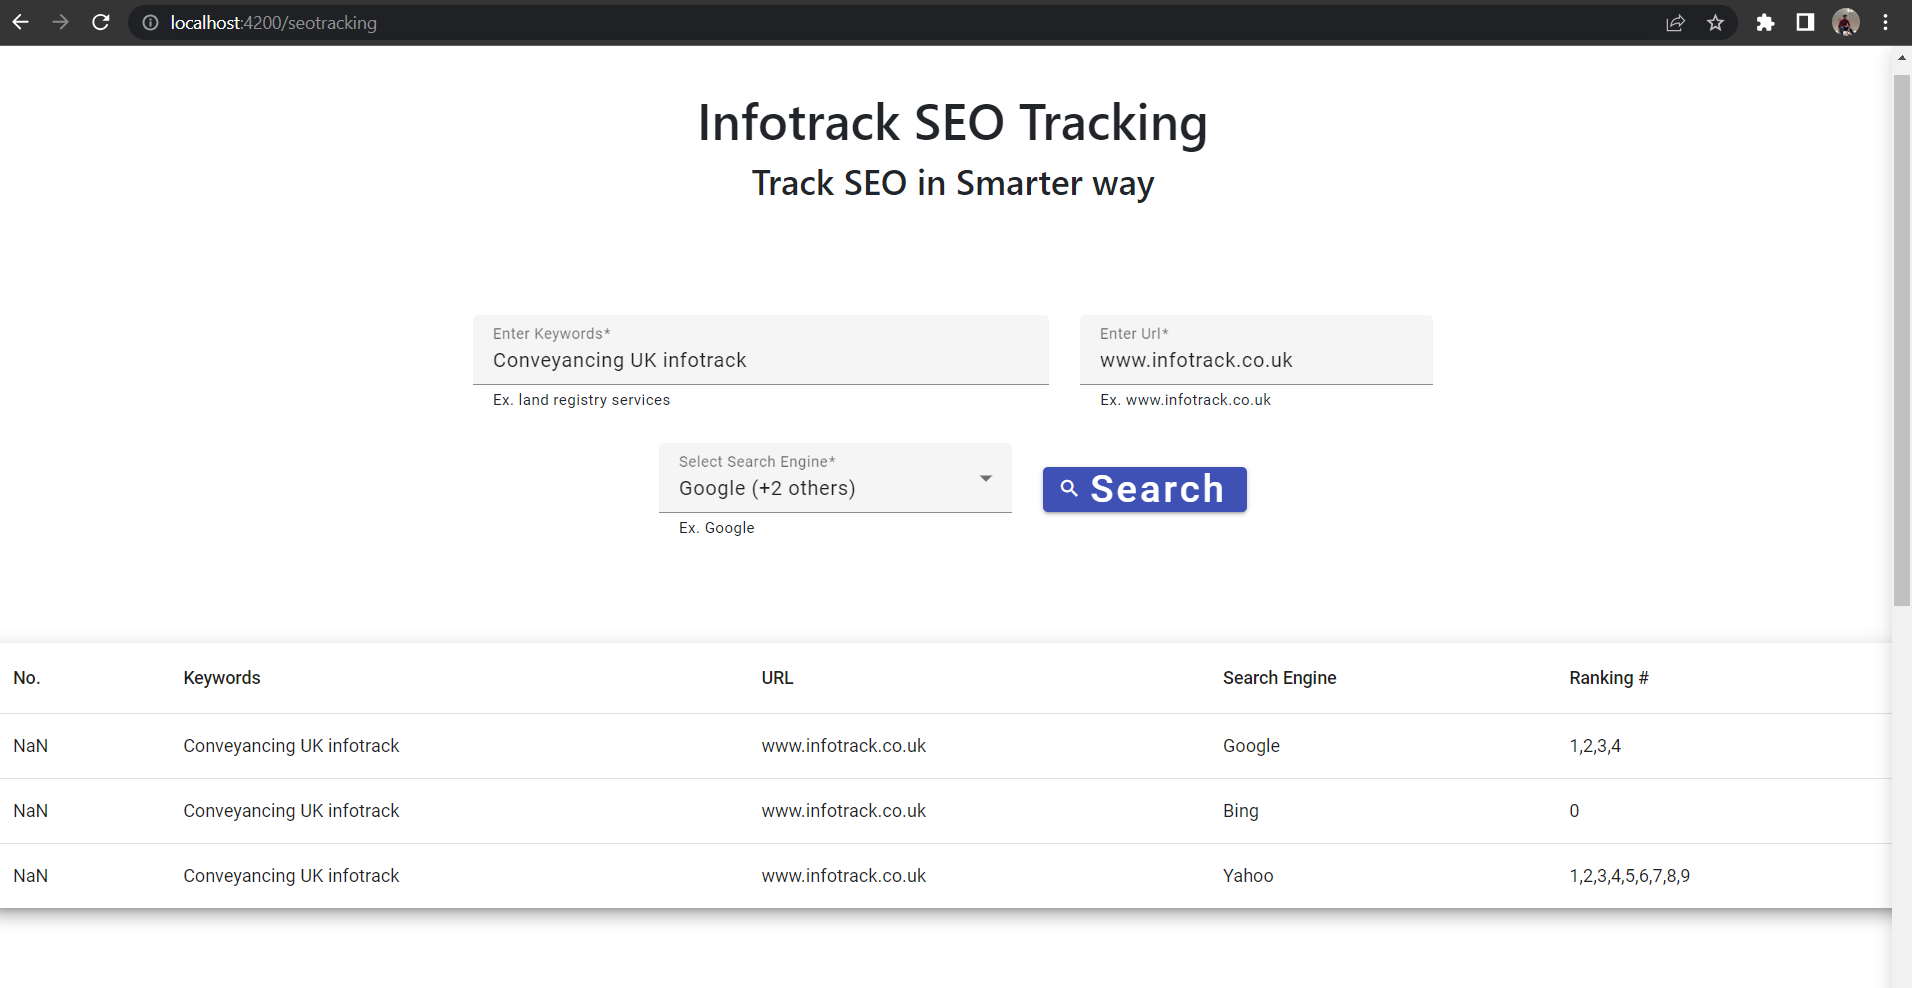 localhost:4200/seotracking
Infotrack SEO Tracking
Track SEO in Smarter way
Enter Keywords*
Conveyancing UK infotrack
Ex. land registry services
Enter Url*
www.infotrack.co.uk
Ex. www.infotrack.co.uk
Select Search Engine*
Google (+2 others)
Ex. Google
Search
No. Keywords URL Search Engine Ranking #
NaN Conveyancing UK infotrack www.infotrack.co.uk Google 1,2,3,4
NaN Conveyancing UK infotrack www.infotrack.co.uk Bing 0
NaN Conveyancing UK infotrack www.infotrack.co.uk Yahoo 1,2,3,4,5,6,7,8,9